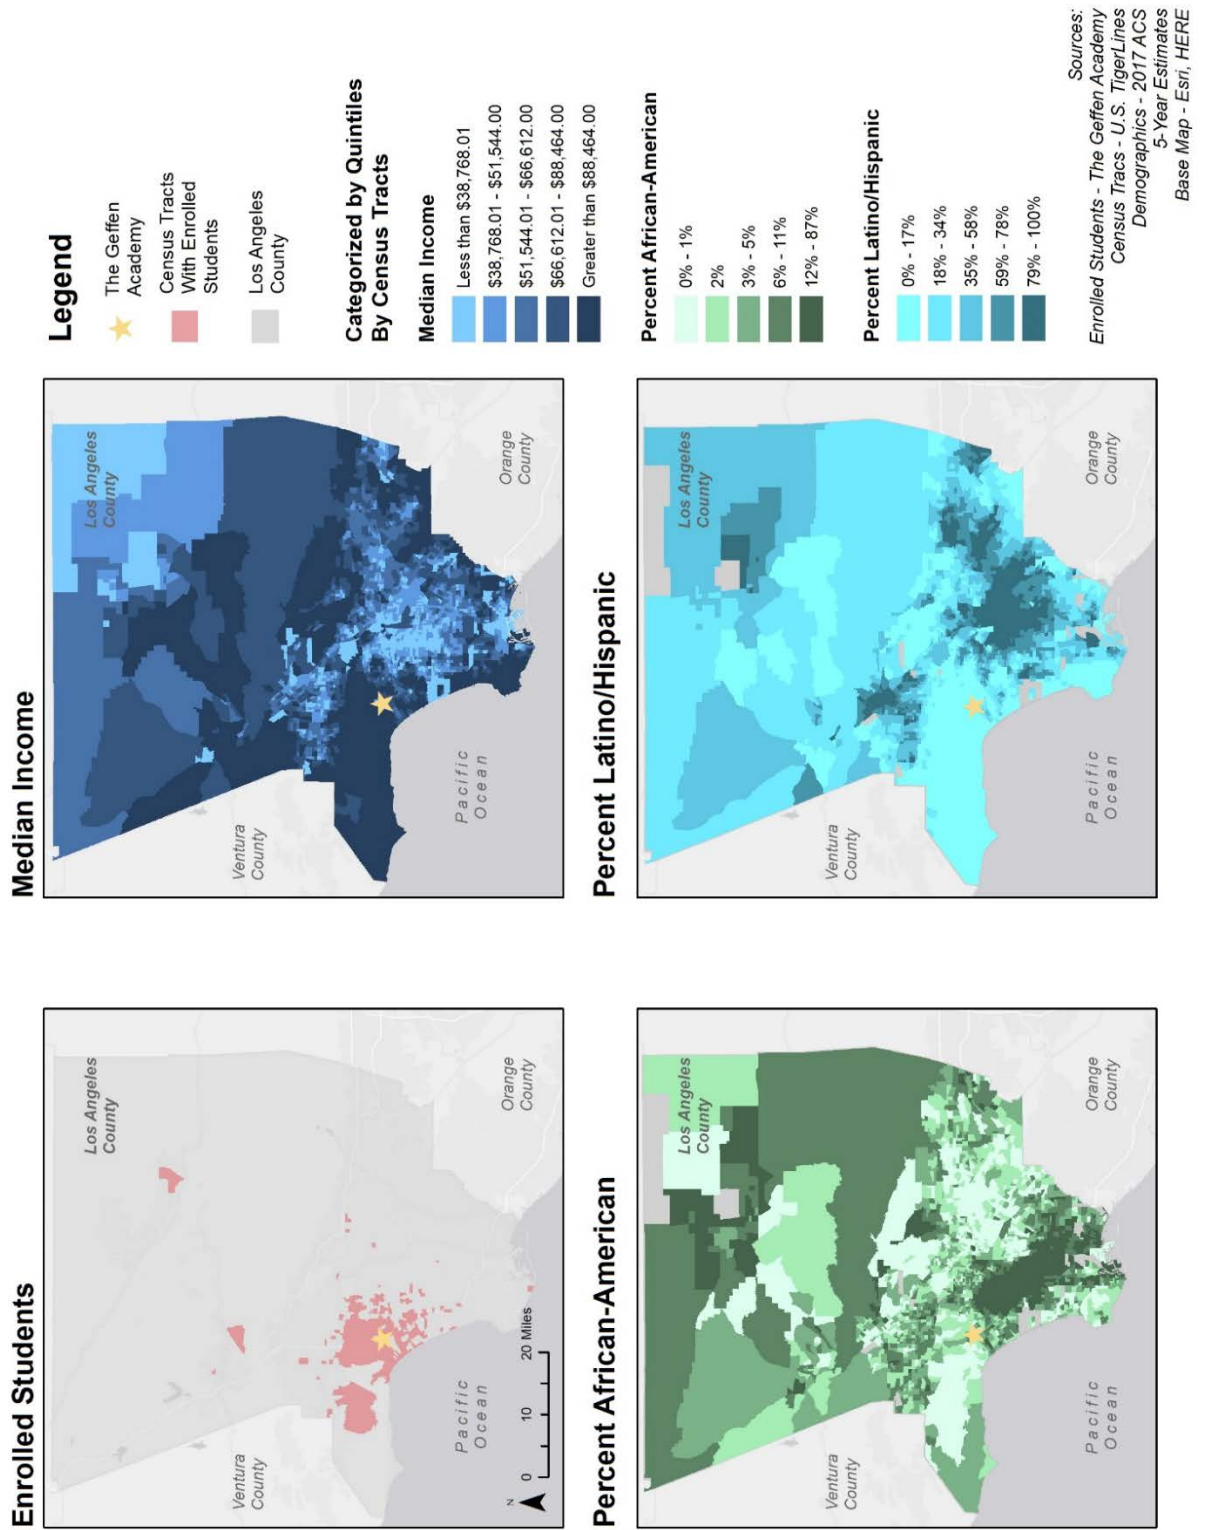 Enrolled Students
Los Angeles
County
Ventura
County
Orange
County
Pacific
Ocean
N
0
10
20 Miles
Median Income
Los Angeles
County
Ventura
County
Orange
County
Pacific
Ocean
Percent African-American
Los Angeles
County
Ventura
County
Orange
County
Pacific
Ocean
Percent Latino/Hispanic
Los Angeles
County
Ventura
County
Orange
County
Pacific
Ocean
Legend
The Geffen
Academy
Census Tracts
With Enrolled
Students
Los Angeles
County
Categorized by Quintiles
By Census Tracts
Median Income
Less than $38,768.01
$38,768.01 - $51,544.00
$51,544.01 - $66,612.00
$66,612.01 - $88,464.00
Greater than $88,464.00
Percent African-American
0% - 1%
2%
3% - 5%
6% - 11%
12% - 87%
Percent Latino/Hispanic
0% - 17%
18% - 34%
35% - 58%
59% - 78%
79% - 100%
Sources:
Enrolled Students - The Geffen Academy
Census Tracs - U.S. TigerLines
Demographics - 2017 ACS
5-Year Estimates
Base Map - Esri, HERE